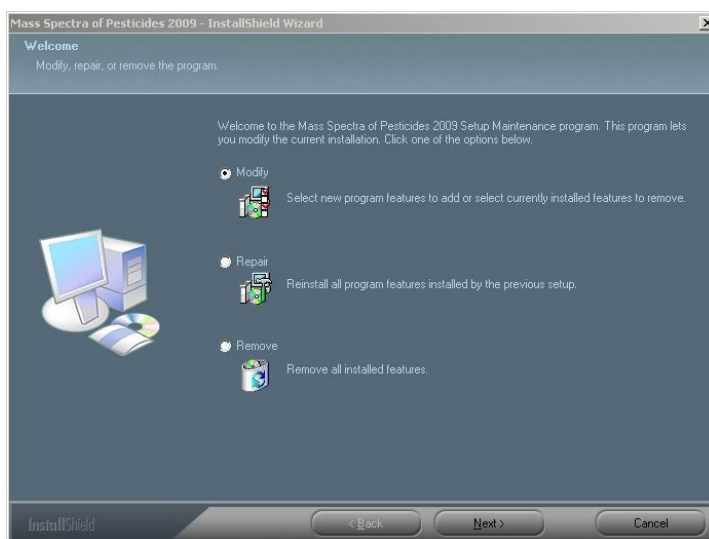 Mass Spectra of Pesticides 2009 - InstallShield Wizard
Welcome
Modify, repair, or remove the program.
Welcome to the Mass Spectra of Pesticides 2009 Setup Maintenance program. This program lets
you modify the current installation. Click one of the options below.
Modify
Select new program features to add or select currently installed features to remove.
Repair
Reinstall all program features installed by the previous setup.
Remove
Remove all installed features.
InstallShield
< Back
Next >
Cancel